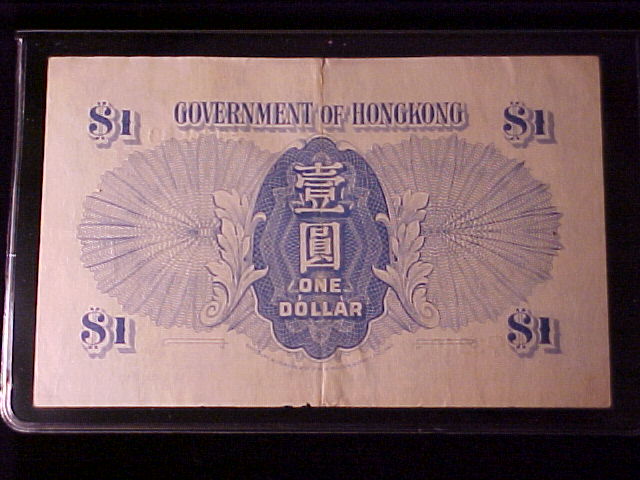 $1 GOVERNMENT OF HONGKONG $1
壹
圓
ONE
DOLLAR
$1 $1